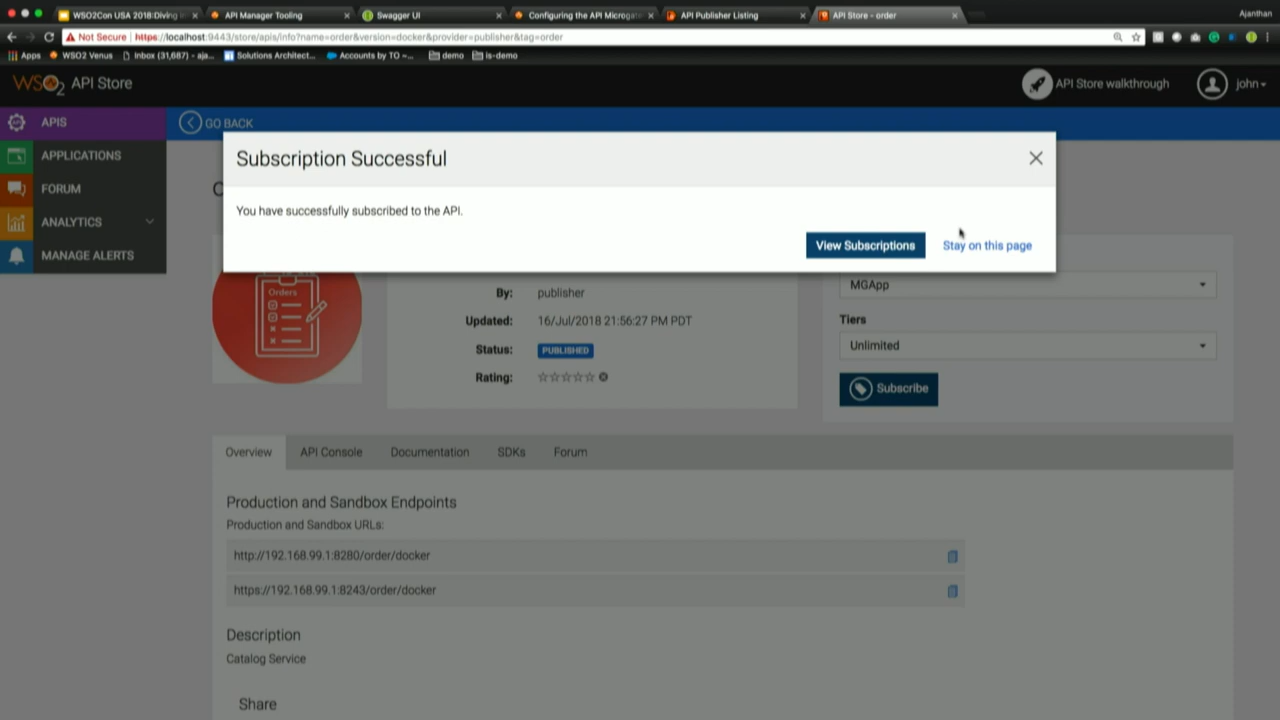 WSO2Con USA 2018:Diving in
API Manager Tooling
Swagger UI
Configuring the API Microgate
API Publisher Listing
API Store - order
Ajanthan
Not Secure | https://localhost:9443/store/apis/info?name=order&version=docker&provider=publisher&tag=order
Apps
WSO2 Venus
Inbox (31,687) - aja...
Solutions Architect...
Accounts by TO – ...
demo
is-demo
WSO2 API Store
API Store walkthrough
john
APIS
GO BACK
APPLICATIONS
FORUM
ANALYTICS
MANAGE ALERTS
Subscription Successful
You have successfully subscribed to the API.
View Subscriptions
Stay on this page
Orders
By: publisher
Updated: 16/Jul/2018 21:56:27 PM PDT
Status: PUBLISHED
Rating:
MGApp
Tiers
Unlimited
Subscribe
Overview
API Console
Documentation
SDKs
Forum
Production and Sandbox Endpoints
Production and Sandbox URLs:
http://192.168.99.1:8280/order/docker
https://192.168.99.1:8243/order/docker
Description
Catalog Service
Share